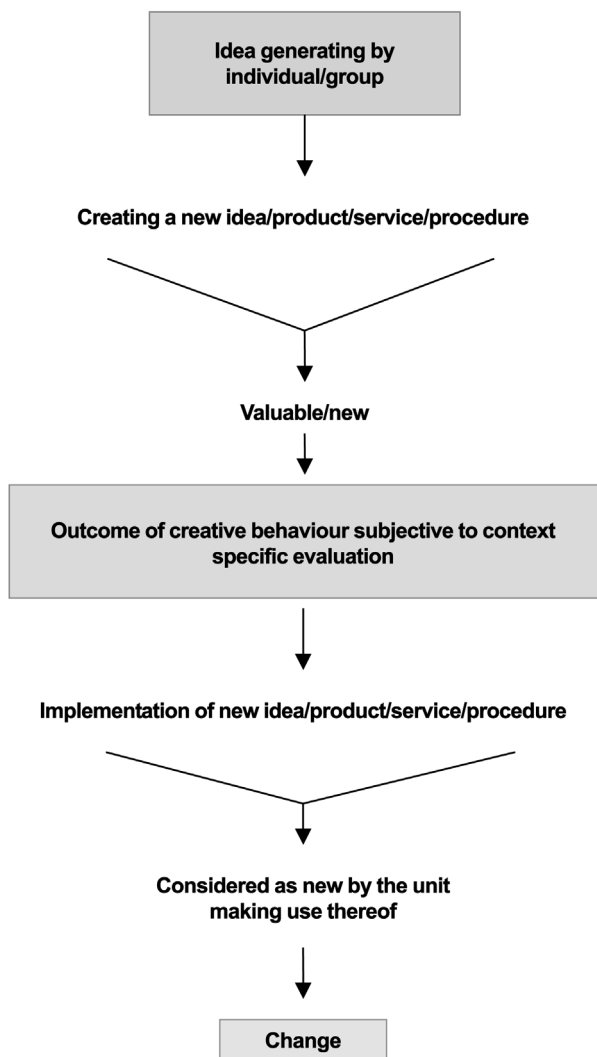 Idea generating by
individual/group
Creating a new idea/product/service/procedure
Valuable/new
Outcome of creative behaviour subjective to context
specific evaluation
Implementation of new idea/product/service/procedure
Considered as new by the unit
making use thereof
Change